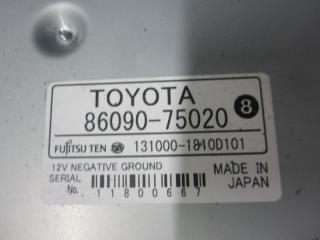 TOYOTA
86090-75020 8
FUJITSU TEN 131000-1810D101
12V NEGATIVE GROUND
SERIAL No. 11800667
MADE IN JAPAN